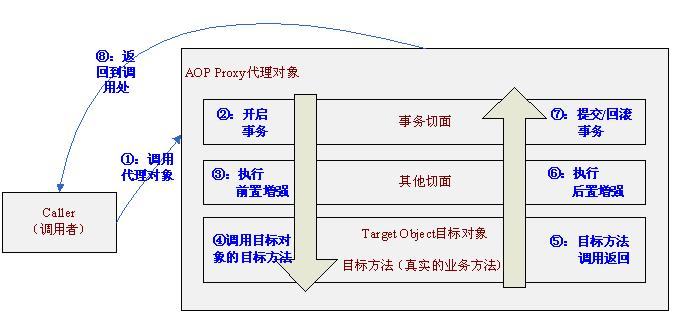 ⑧：返
回到调
用处
AOP Proxy代理对象
②：开启
事务
事务切面
⑦：提交/回滚
事务
①：调用
代理对象
③：执行
前置增强
其他切面
⑥：执行
后置增强
Caller
（调用者）
④调用目标对
象的目标方法
Target Object目标对象
目标方法（真实的业务方法）
⑤：目标方法
调用返回